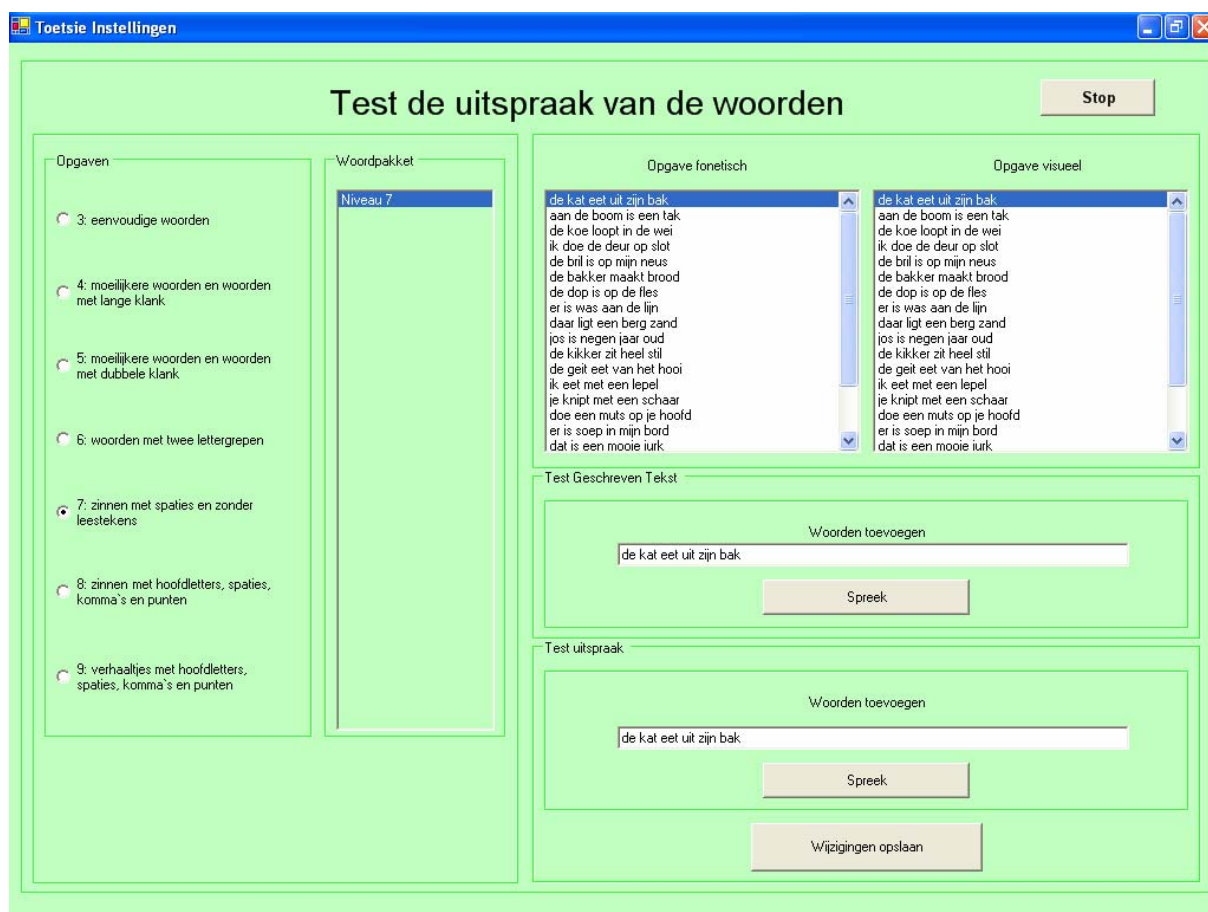 Toetsie Instellingen
Test de uitspraak van de woorden
Stop
Opgaven
3: eenvoudige woorden
4: moeilijkere woorden en woorden
met lange klank
5: moeilijkere woorden en woorden
met dubbele klank
6: woorden met twee lettergrepen
7: zinnen met spaties en zonder
leestekens
8: zinnen met hoofdletters, spaties,
komma`s en punten
9: verhaaltjes met hoofdletters,
spaties, komma`s en punten
Woordpakket
Niveau 7
Opgave fonetisch
de kat eet uit zijn bak
aan de boom is een tak
de koe loopt in de wei
ik doe de deur op slot
de bril is op mijn neus
de bakker maakt brood
de dop is op de fles
er is was aan de lijn
daar ligt een berg zand
jos is negen jaar oud
de kikker zit heel stil
de geit eet van het hooi
ik eet met een lepel
je knipt met een schaar
doe een muts op je hoofd
er is soep in mijn bord
dat is een mooie jurk
Opgave visueel
de kat eet uit zijn bak
aan de boom is een tak
de koe loopt in de wei
ik doe de deur op slot
de bril is op mijn neus
de bakker maakt brood
de dop is op de fles
er is was aan de lijn
daar ligt een berg zand
jos is negen jaar oud
de kikker zit heel stil
de geit eet van het hooi
ik eet met een lepel
je knipt met een schaar
doe een muts op je hoofd
er is soep in mijn bord
dat is een mooie jurk
Test Geschreven Tekst
Woorden toevoegen
de kat eet uit zijn bak
Spreek
Test uitspraak
Woorden toevoegen
de kat eet uit zijn bak
Spreek
Wijzigingen opslaan